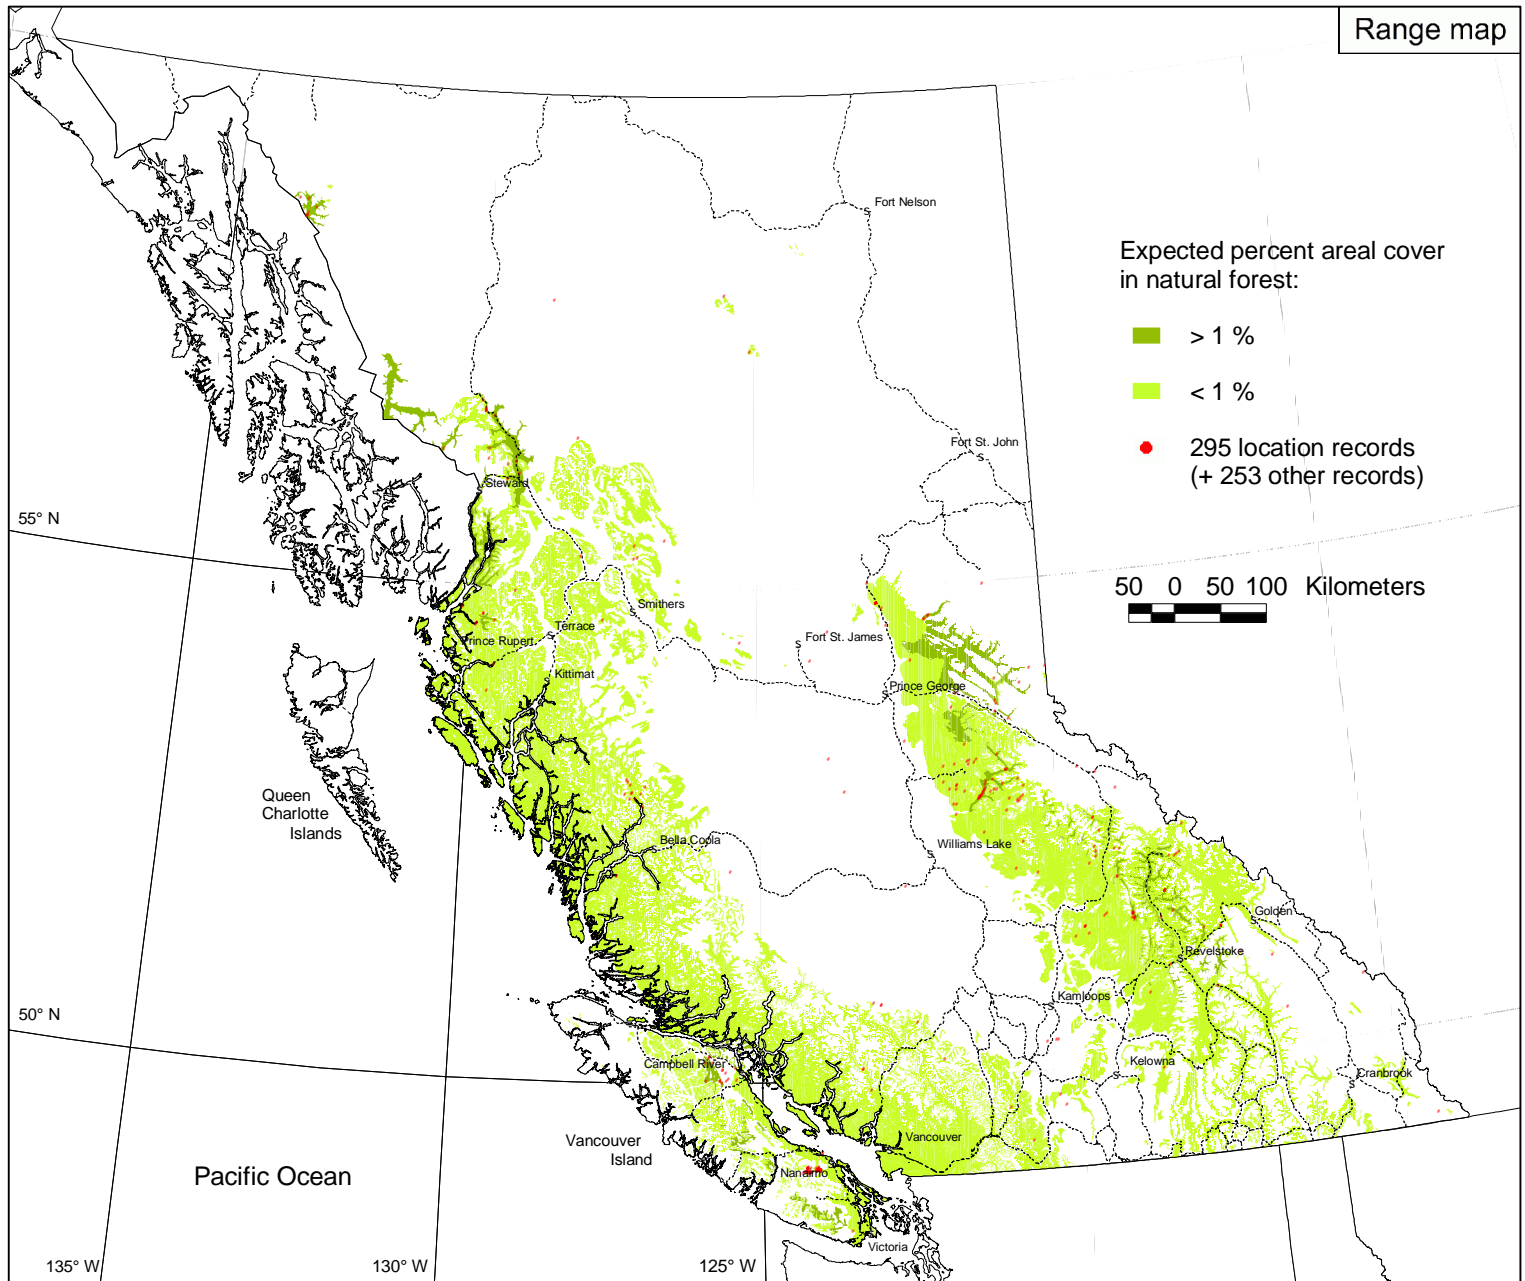 Range map
Fort Nelson
Expected percent areal cover
in natural forest:
> 1 %
< 1 %
295 location records
(+ 253 other records)
Fort St. John
Steward
55° N
50 0 50 100 Kilometers
Smithers
Terrace
Prince Rupert
Fort St. James
Kittimat
Prince George
Queen
Charlotte
Islands
Bella Coola
Williams Lake
Golden
Revelstoke
Kamloops
50° N
Campbell River
Kelowna
Cranbrook
Vancouver
Island
Vancouver
Pacific Ocean
Nanaimo
Victoria
135° W
130° W
125° W